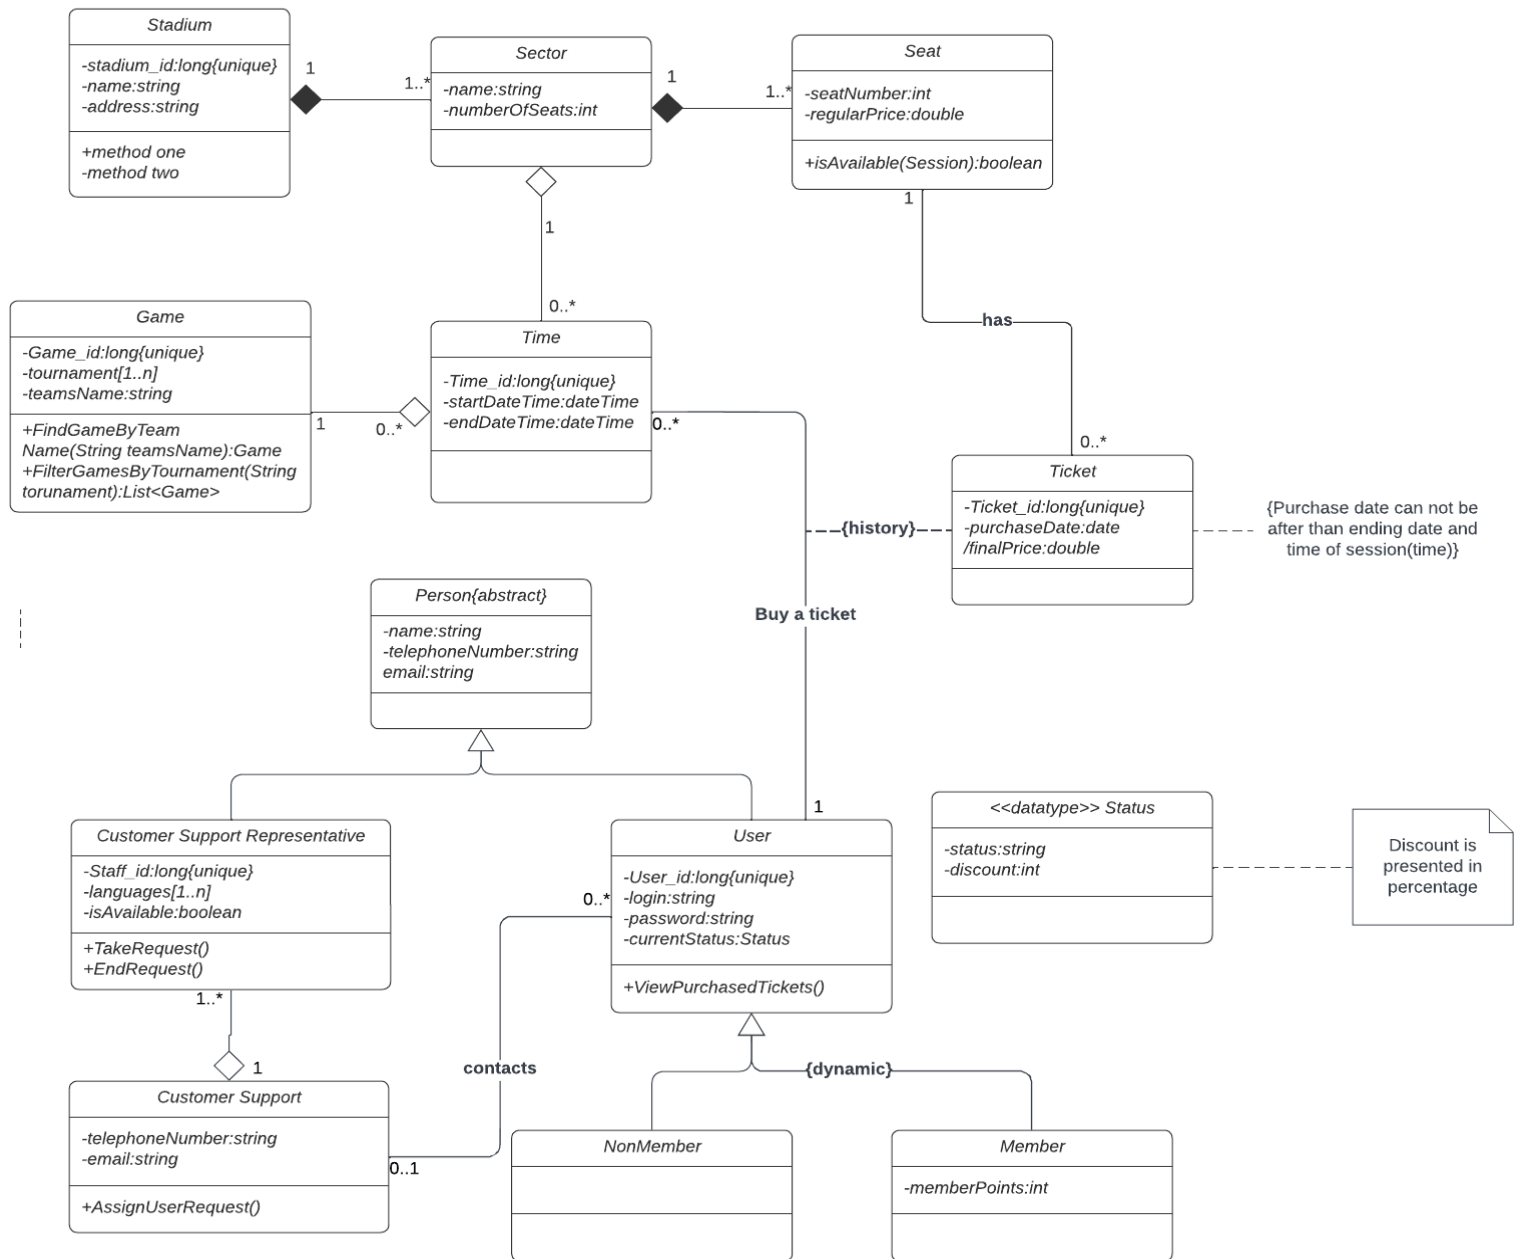 Stadium
-stadium_id:long{unique}
-name:string
-address:string
+method one
-method two
1
1..*
Sector
-name:string
-numberOfSeats:int
1
1..*
Seat
-seatNumber:int
-regularPrice:double
+isAvailable(Session):boolean
1
1
0..*
has
0..*
Game
-Game_id:long{unique}
-tournament[1..n]
-teamsName:string
+FindGameByTeam
Name(String teamsName):Game
+FilterGamesByTournament(String
torunament):List<Game>
1
0..*
Time
-Time_id:long{unique}
-startDateTime:dateTime
-endDateTime:dateTime
0..*
Ticket
-Ticket_id:long{unique}
-purchaseDate:date
/finalPrice:double
{history}
{Purchase date can not be
after than ending date and
time of session(time)}
Buy a ticket
1
Person{abstract}
-name:string
-telephoneNumber:string
email:string
Customer Support Representative
-Staff_id:long{unique}
-languages[1..n]
-isAvailable:boolean
+TakeRequest()
+EndRequest()
1..*
1
User
-User_id:long{unique}
-login:string
-password:string
-currentStatus:Status
+ViewPurchasedTickets()
0..*
<<datatype>> Status
-status:string
-discount:int
Discount is
presented in
percentage
contacts
{dynamic}
Customer Support
-telephoneNumber:string
-email:string
+AssignUserRequest()
0..1
NonMember
Member
-memberPoints:int